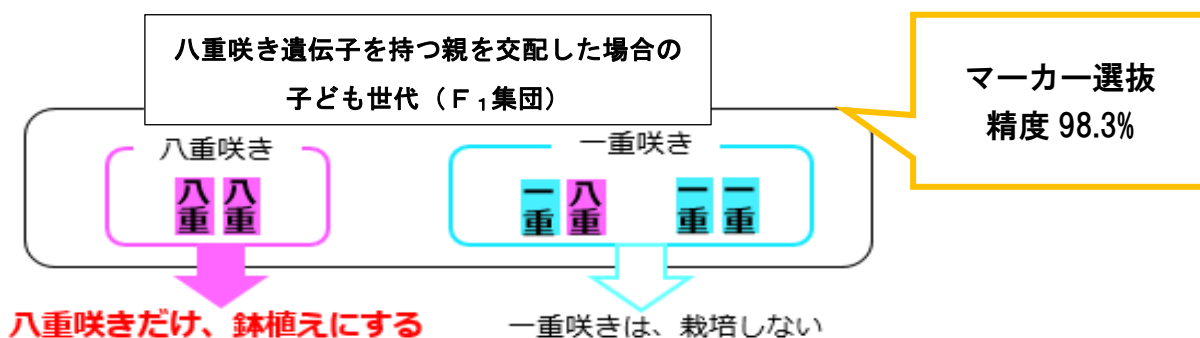 八重咲き遺伝子を持つ親を交配した場合の
子ども世代（Ｆ₁集団）
マーカー選抜
精度 98.3%
八重咲き
一重咲き
八重 八重
一重 八重 一重 一重
八重咲きだけ、鉢植えにする
一重咲きは、栽培しない